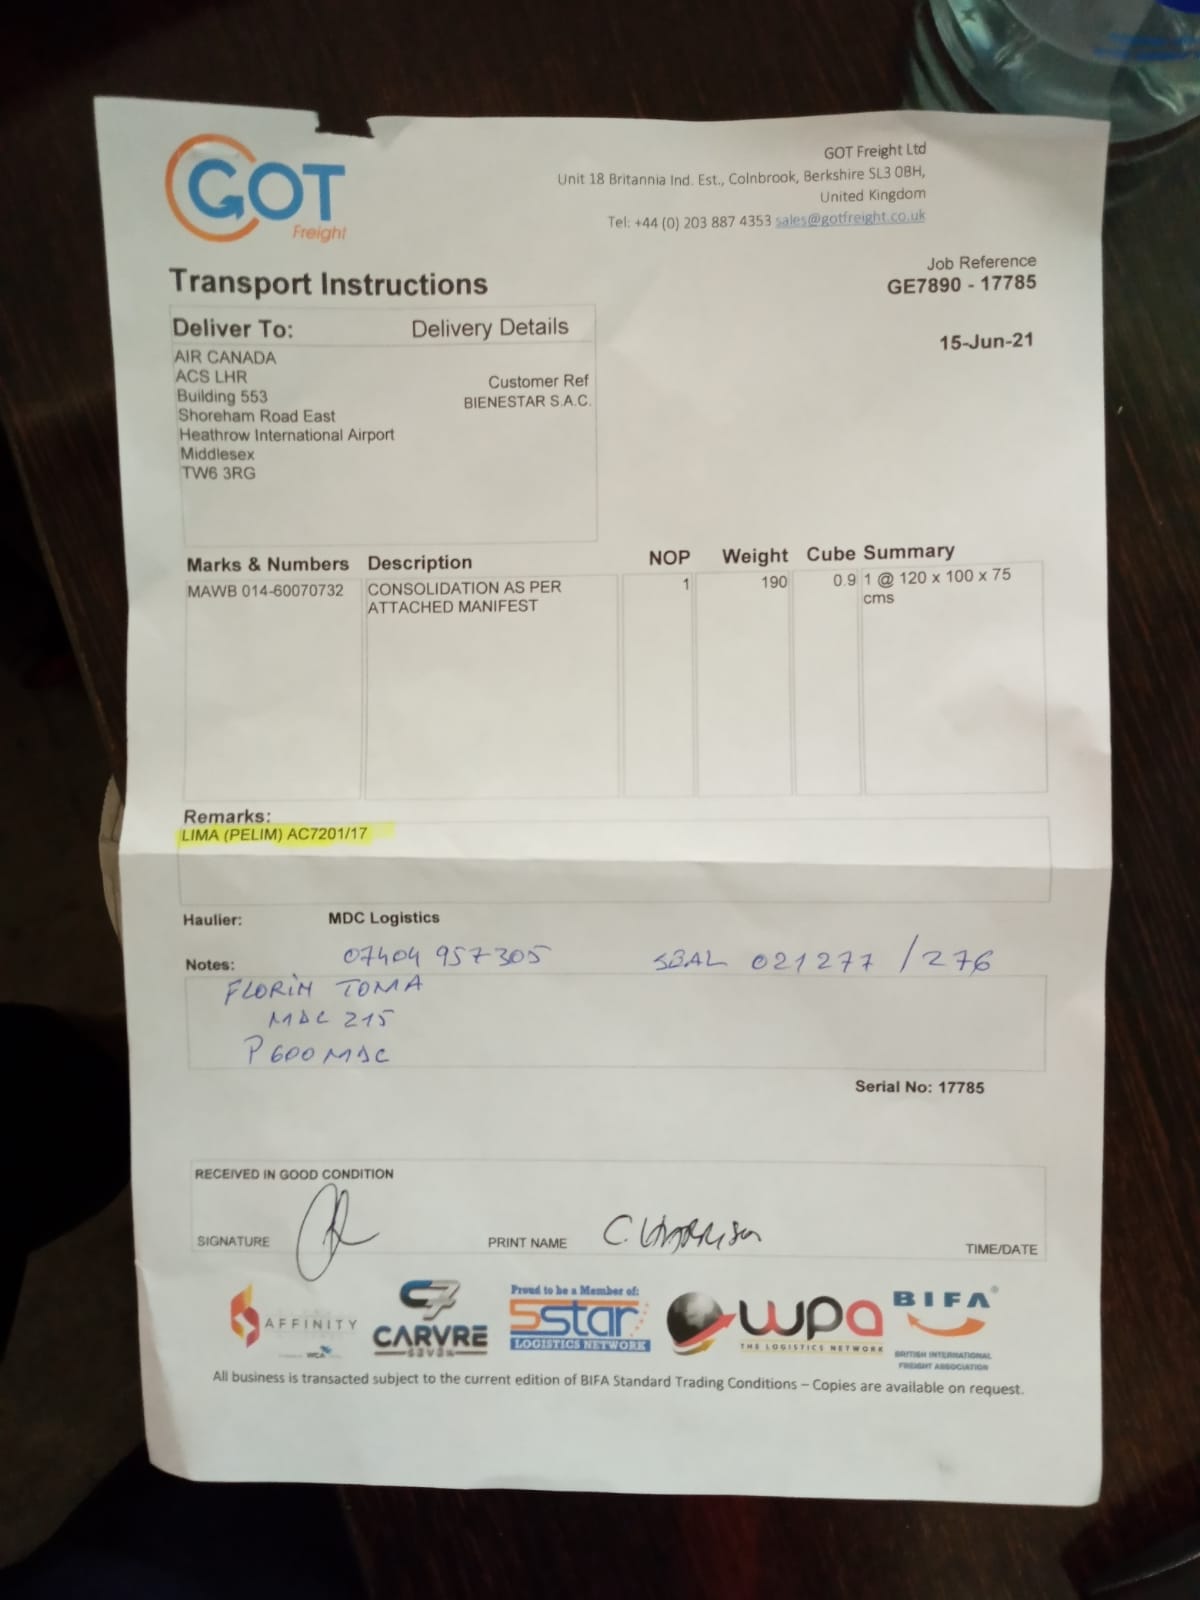 GOT
Freight
GOT Freight Ltd
Unit 18 Britannia Ind. Est., Colnbrook, Berkshire SL3 0BH,
United Kingdom
Tel: +44 (0) 203 887 4353 sales@gotfreight.co.uk
Transport Instructions
Job Reference
GE7890 - 17785
15-Jun-21
Deliver To: Delivery Details
AIR CANADA
ACS LHR
Building 553
Shoreham Road East
Heathrow International Airport
Middlesex
TW6 3RG
Customer Ref
BIENESTAR S.A.C.
Marks & Numbers Description NOP Weight Cube Summary
MAWB 014-60070732 CONSOLIDATION AS PER 1 190 0.9 1 @ 120 x 100 x 75
ATTACHED MANIFEST cms
Remarks:
LIMA (PELIM) AC7201/17
Haulier: MDC Logistics
Notes: 07404 957305 SBAL 021277 / 276
FLORIN TOMA
MDC 215
P600MDC
Serial No: 17785
RECEIVED IN GOOD CONDITION
SIGNATURE PRINT NAME C. HARRISON TIME/DATE
AFFINITY
WCA
C7
CARVRE
SEVEN
Proud to be a Member of:
5star
LOGISTICS NETWORK
wpa
THE LOGISTICS NETWORK
BIFA
BRITISH INTERNATIONAL
FREIGHT ASSOCIATION
All business is transacted subject to the current edition of BIFA Standard Trading Conditions – Copies are available on request.